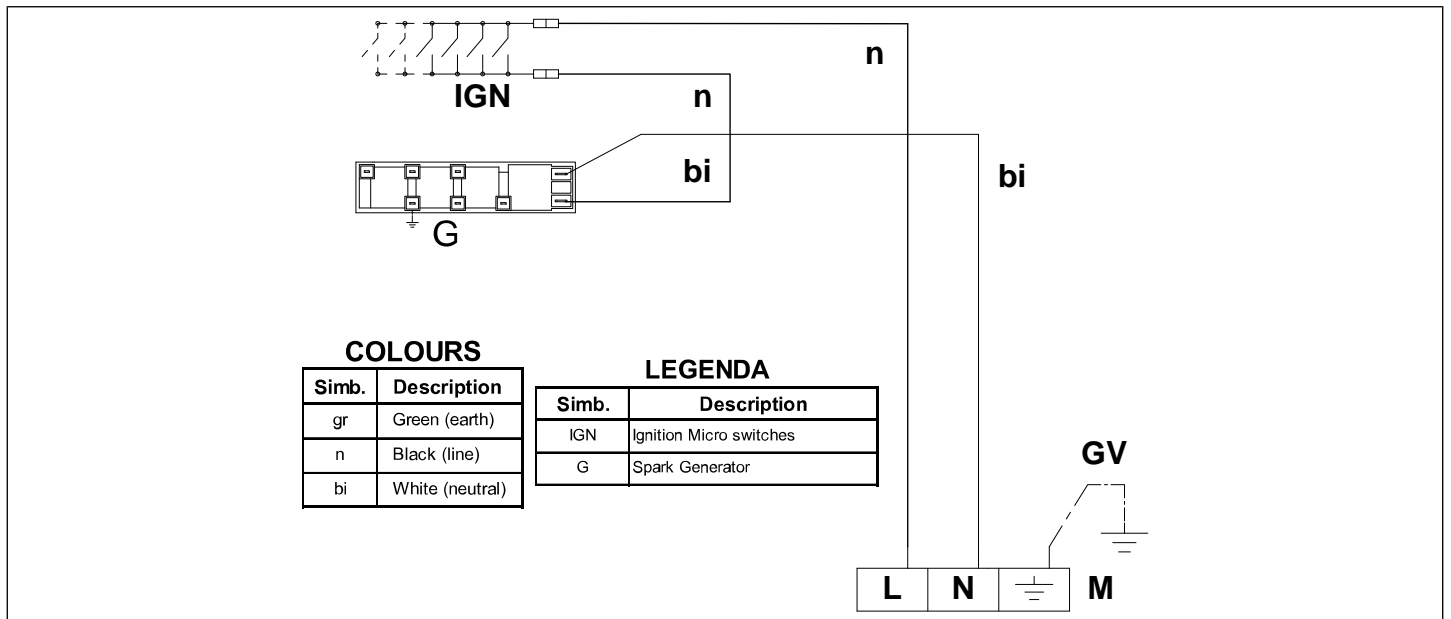 n
IGN
n
bi
bi
G
COLOURS
Simb. Description
gr Green (earth)
n Black (line)
bi White (neutral)
LEGENDA
Simb. Description
IGN Ignition Micro switches
G Spark Generator
GV
L N M